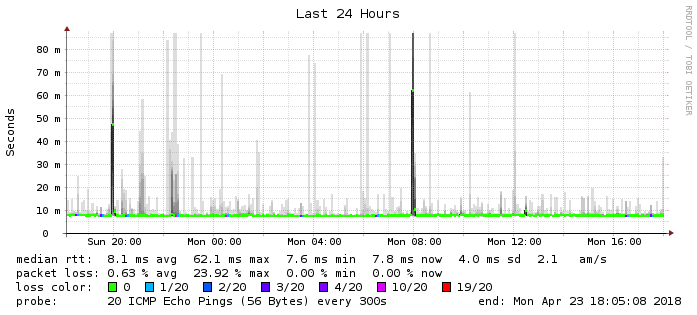 Last 24 Hours
RRDTOOL / TOBI OETIKER
Seconds
80 m
70 m
60 m
50 m
40 m
30 m
20 m
10 m
0
Sun 20:00 Mon 00:00 Mon 04:00 Mon 08:00 Mon 12:00 Mon 16:00
median rtt: 8.1 ms avg 62.1 ms max 7.6 ms min 7.8 ms now 4.0 ms sd 2.1 am/s
packet loss: 0.63 % avg 23.92 % max 0.00 % min 0.00 % now
loss color: 0 1/20 2/20 3/20 4/20 10/20 19/20
probe: 20 ICMP Echo Pings (56 Bytes) every 300s end: Mon Apr 23 18:05:08 2018